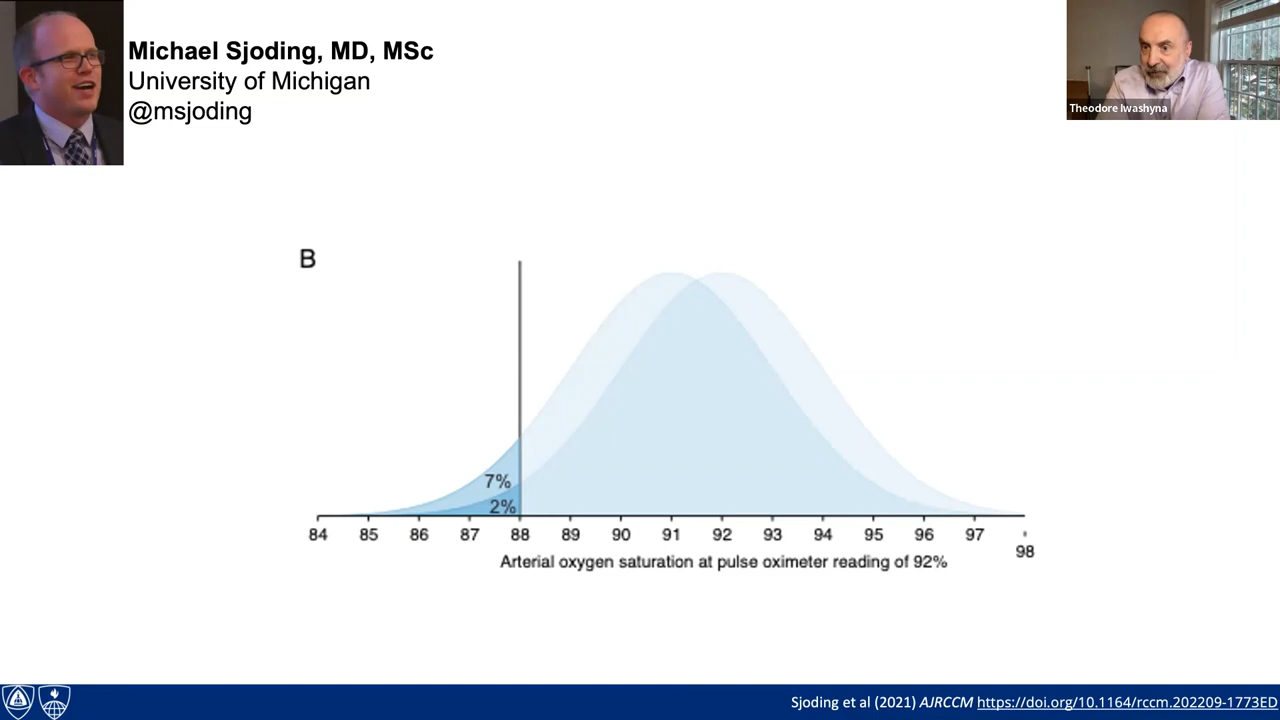 Michael Sjoding, MD, MSc
University of Michigan
@msjoding
Theodore Iwashyna
B
7%
2%
84 85 86 87 88 89 90 91 92 93 94 95 96 97 98
Arterial oxygen saturation at pulse oximeter reading of 92%
Sjoding et al (2021) AJRCCM https://doi.org/10.1164/rccm.202209-1773ED